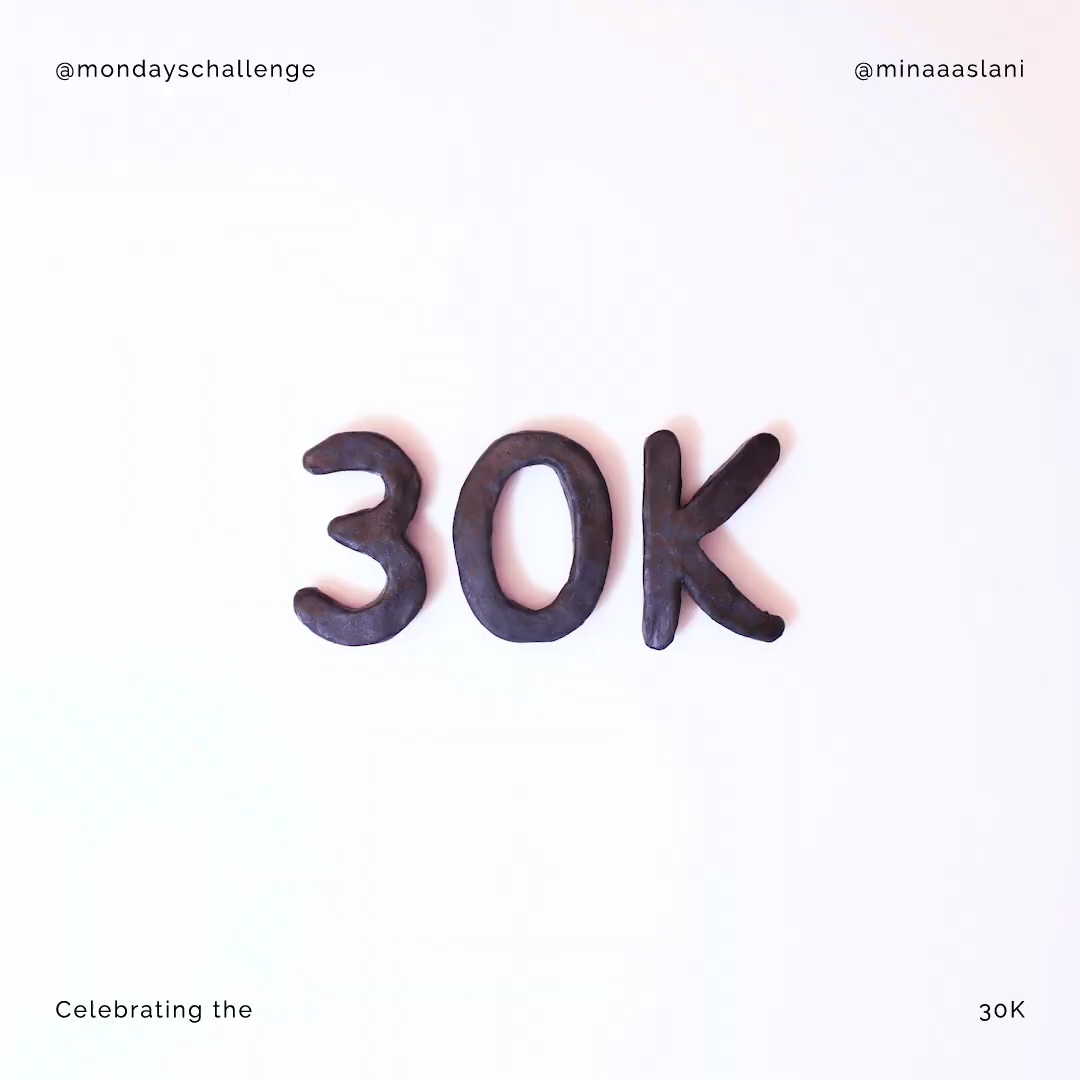 @mondayschallenge
@minaaaslani
30K
Celebrating the
30K